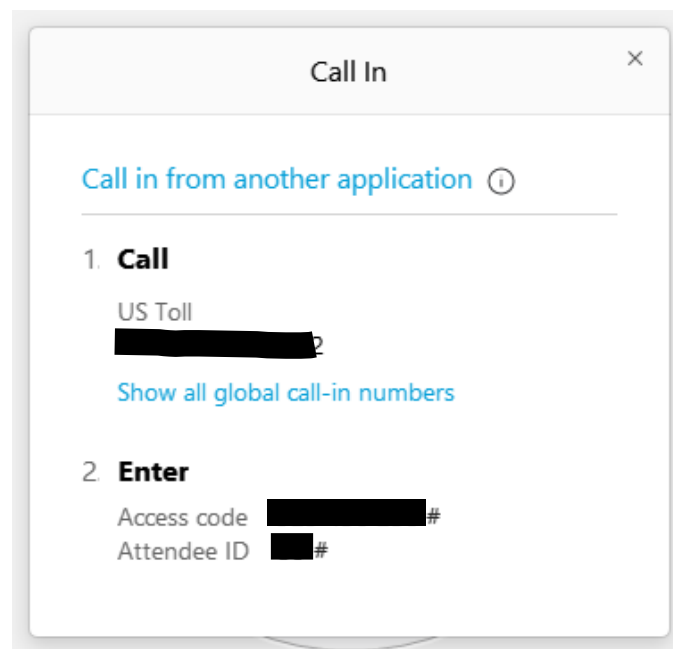 Call In
Call in from another application
1. Call
US Toll
2
Show all global call-in numbers
2. Enter
Access code #
Attendee ID #